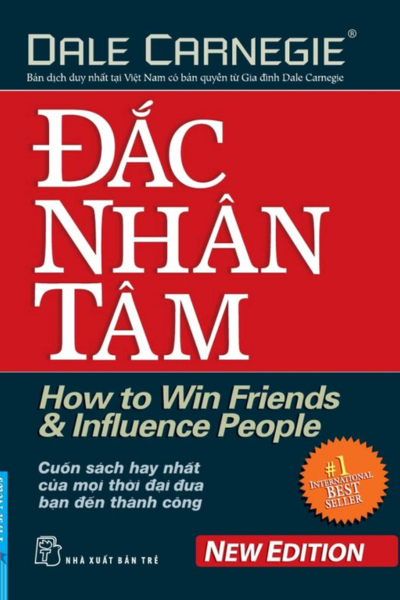 DALE CARNEGIE®
Bản dịch duy nhất tại Việt Nam có bản quyền từ Gia đình Dale Carnegie
ĐẮC
NHÂN
TÂM
How to Win Friends
& Influence People
Cuốn sách hay nhất
của mọi thời đại đưa
bạn đến thành công
#1
INTERNATIONAL
BEST
SELLER
First News
NHÀ XUẤT BẢN TRẺ
NEW EDITION